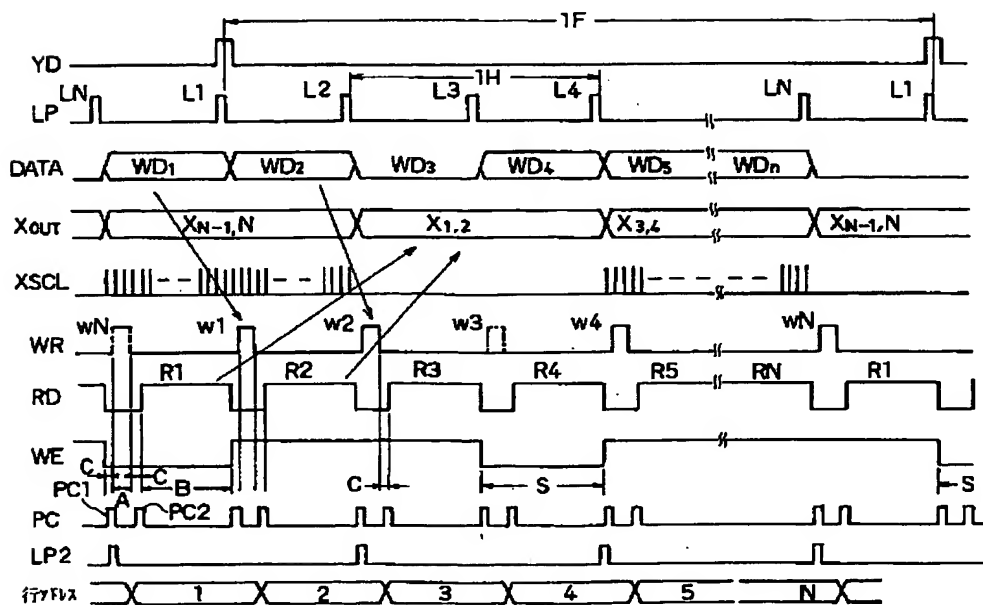 1F
YD
1H
LP LN L1 L2 L3 L4 LN L1
DATA WD1 WD2 WD3 WD4 WD5 WDn
XOUT XN-1,N X1,2 X3,4 XN-1,N
XSCL
WR wN w1 w2 w3 w4 wN
RD R1 R2 R3 R4 R5 RN R1
WE
C A C B C S S
PC PC1 PC2
LP2
行アドレス 1 2 3 4 5 N